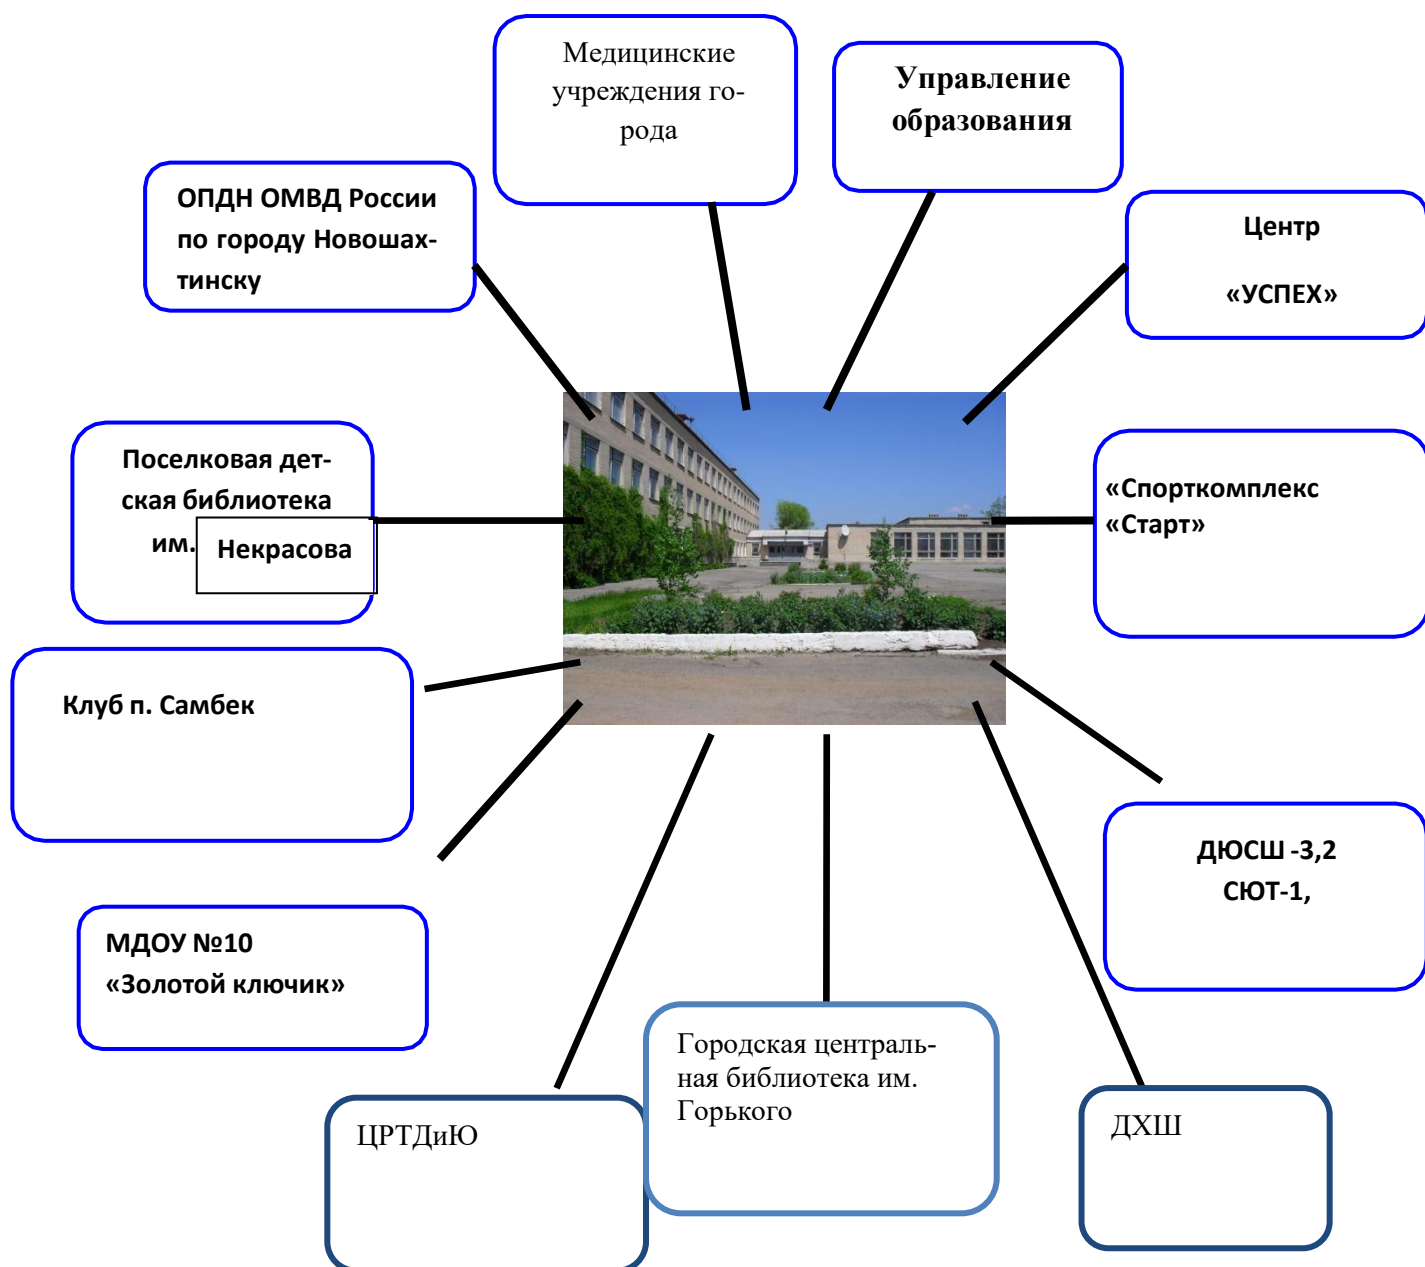 Медицинские
учреждения го-
рода
Управление
образования
ОПДН ОМВД России
по городу Новошах-
тинску
Центр
«УСПЕХ»
Поселковая дет-
ская библиотека
им. Некрасова
«Спорткомплекс
«Старт»
Клуб п. Самбек
ДЮСШ -3,2
СЮТ-1,
МДОУ №10
«Золотой ключик»
Городская централь-
ная библиотека им.
Горького
ЦРТДиЮ
ДХШ